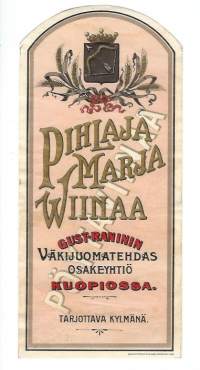 PIHLAJA
MARJA
WIINAA
GUST·RANININ
VÄKIJUOMATEHDAS
OSAKEYHTIÖ
KUOPIOSSA.
TARJOTTAVA KYLMÄNÄ.